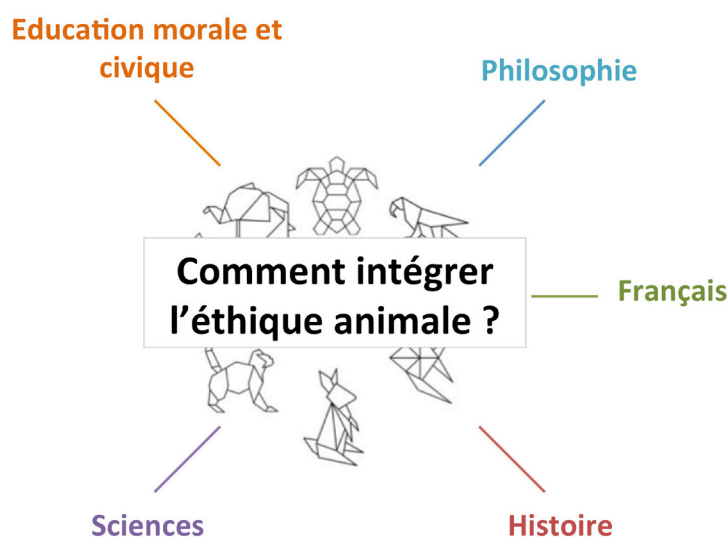 Education morale et
civique
Philosophie
Comment intégrer
l’éthique animale ?
Français
Sciences
Histoire